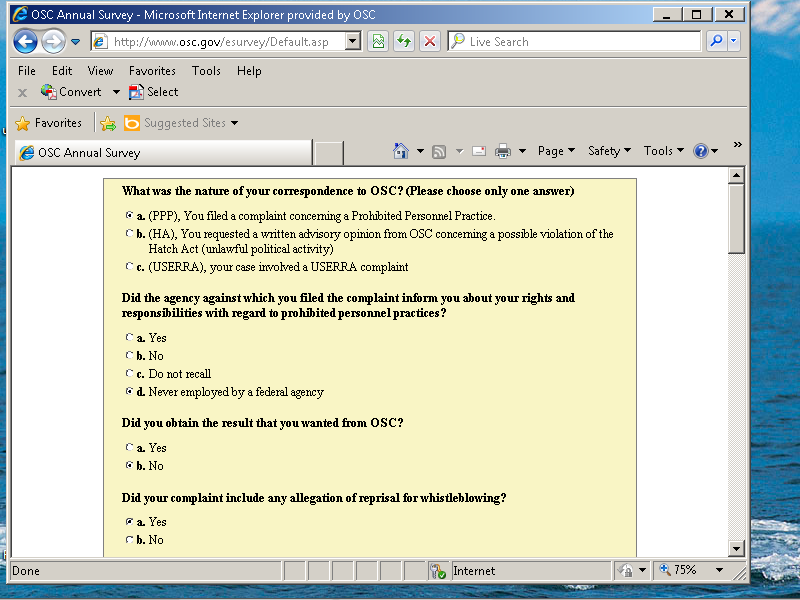 OSC Annual Survey - Microsoft Internet Explorer provided by OSC
http://www.osc.gov/esurvey/Default.asp
Live Search
File Edit View Favorites Tools Help
x Convert Select
Favorites Suggested Sites
OSC Annual Survey
Page Safety Tools »
What was the nature of your correspondence to OSC? (Please choose only one answer)
a. (PPP), You filed a complaint concerning a Prohibited Personnel Practice.
b. (HA), You requested a written advisory opinion from OSC concerning a possible violation of the
Hatch Act (unlawful political activity)
c. (USERRA), your case involved a USERRA complaint
Did the agency against which you filed the complaint inform you about your rights and
responsibilities with regard to prohibited personnel practices?
a. Yes
b. No
c. Do not recall
d. Never employed by a federal agency
Did you obtain the result that you wanted from OSC?
a. Yes
b. No
Did your complaint include any allegation of reprisal for whistleblowing?
a. Yes
b. No
Done Internet 75%